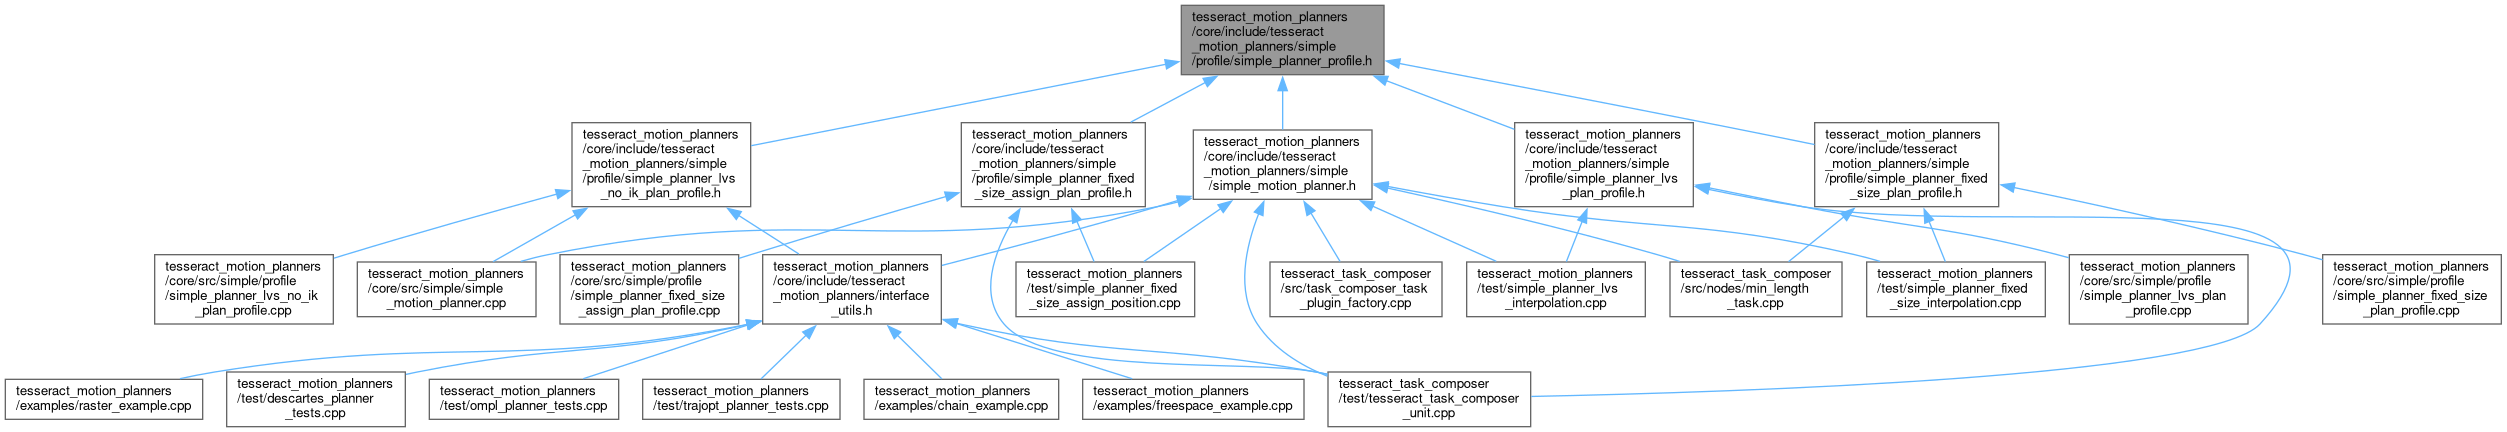 tesseract_motion_planners
/core/include/tesseract
_motion_planners/simple
/profile/simple_planner_profile.h
tesseract_motion_planners
/core/include/tesseract
_motion_planners/simple
/profile/simple_planner_lvs
_no_ik_plan_profile.h
tesseract_motion_planners
/core/include/tesseract
_motion_planners/simple
/profile/simple_planner_fixed
_size_assign_plan_profile.h
tesseract_motion_planners
/core/include/tesseract
_motion_planners/simple
/simple_motion_planner.h
tesseract_motion_planners
/core/include/tesseract
_motion_planners/simple
/profile/simple_planner_lvs
_plan_profile.h
tesseract_motion_planners
/core/include/tesseract
_motion_planners/simple
/profile/simple_planner_fixed
_size_plan_profile.h
tesseract_motion_planners
/core/src/simple/profile
/simple_planner_lvs_no_ik
_plan_profile.cpp
tesseract_motion_planners
/core/src/simple/simple
_motion_planner.cpp
tesseract_motion_planners
/core/src/simple/profile
/simple_planner_fixed_size
_assign_plan_profile.cpp
tesseract_motion_planners
/core/include/tesseract
_motion_planners/interface
_utils.h
tesseract_motion_planners
/test/simple_planner_fixed
_size_assign_position.cpp
tesseract_task_composer
/src/task_composer_task
_plugin_factory.cpp
tesseract_motion_planners
/test/simple_planner_lvs
_interpolation.cpp
tesseract_task_composer
/src/nodes/min_length
_task.cpp
tesseract_motion_planners
/test/simple_planner_fixed
_size_interpolation.cpp
tesseract_motion_planners
/core/src/simple/profile
/simple_planner_lvs_plan
_profile.cpp
tesseract_motion_planners
/core/src/simple/profile
/simple_planner_fixed_size
_plan_profile.cpp
tesseract_motion_planners
/examples/raster_example.cpp
tesseract_motion_planners
/test/descartes_planner
_tests.cpp
tesseract_motion_planners
/test/ompl_planner_tests.cpp
tesseract_motion_planners
/test/trajopt_planner_tests.cpp
tesseract_motion_planners
/examples/chain_example.cpp
tesseract_motion_planners
/examples/freespace_example.cpp
tesseract_task_composer
/test/tesseract_task_composer
_unit.cpp